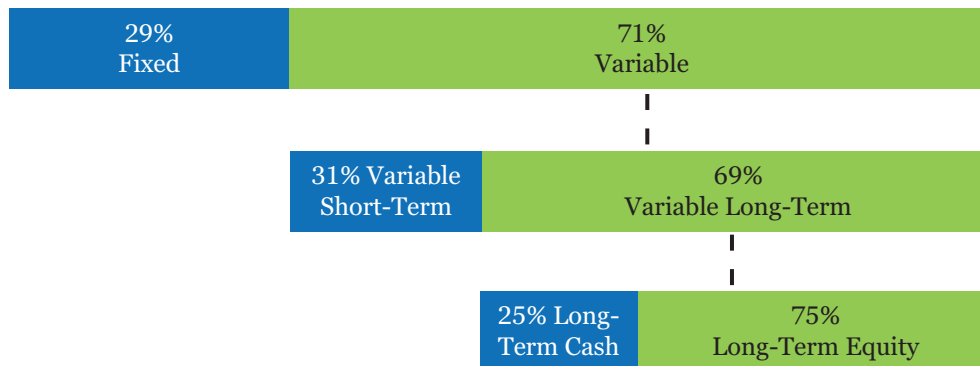 29%
Fixed
71%
Variable
31% Variable
Short-Term
69%
Variable Long-Term
25% Long-
Term Cash
75%
Long-Term Equity